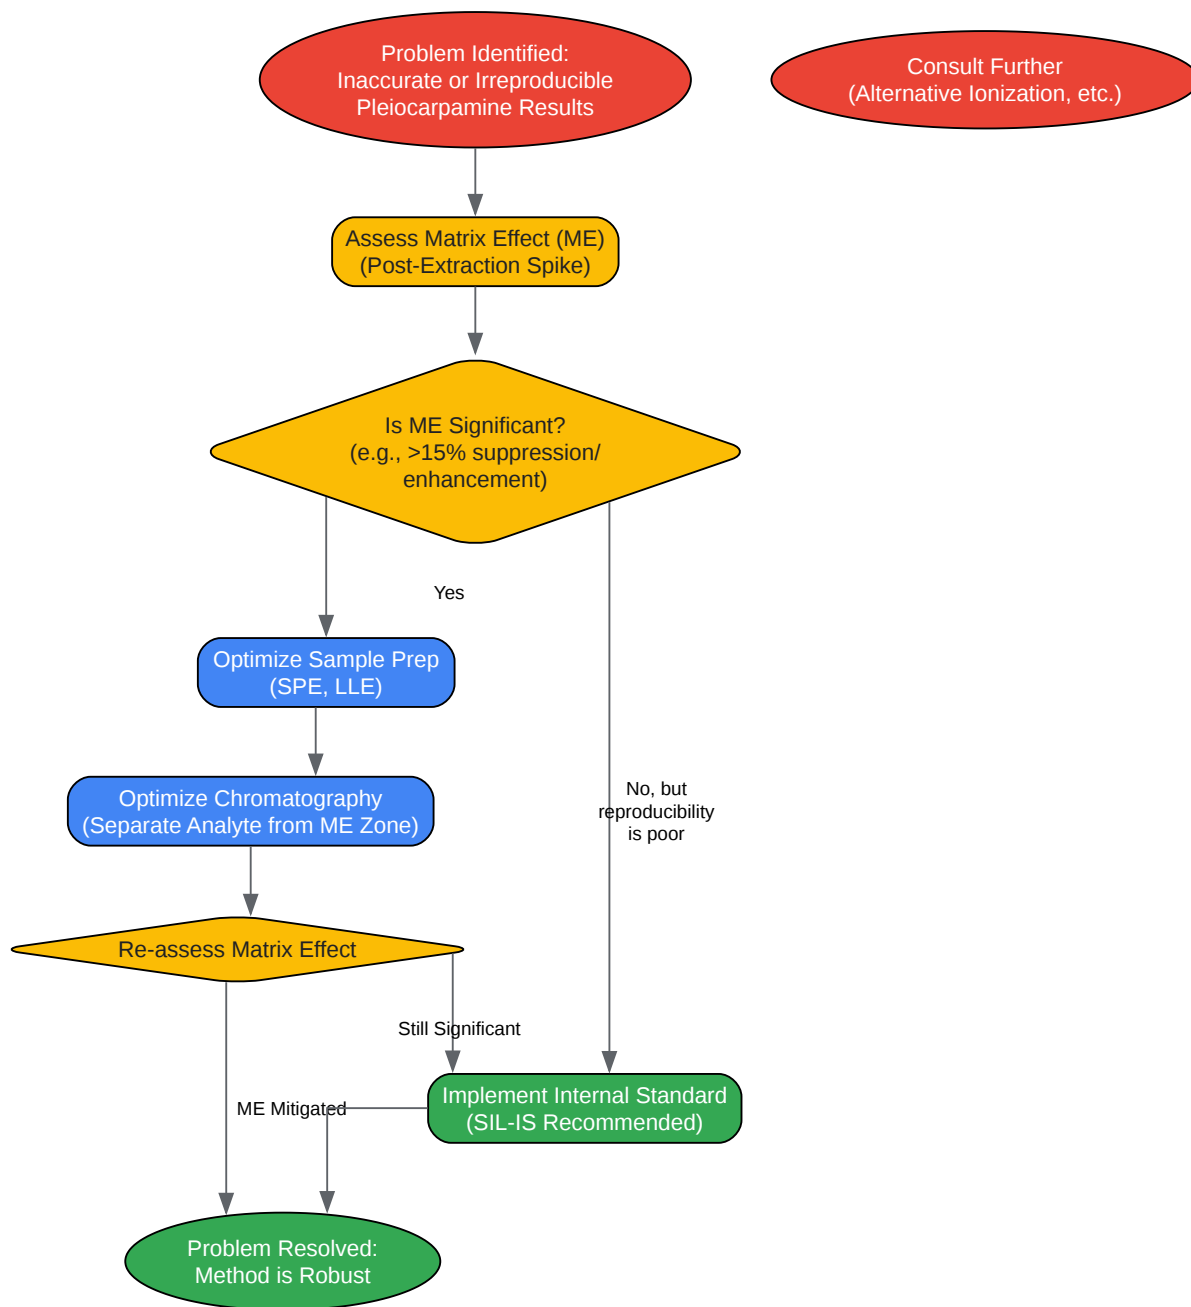 Problem Identified:
Inaccurate or Irreproducible
Pleiocarpamine Results
Consult Further
(Alternative Ionization, etc.)
Assess Matrix Effect (ME)
(Post-Extraction Spike)
Is ME Significant?
(e.g., >15% suppression/
enhancement)
Yes
Optimize Sample Prep
(SPE, LLE)
No, but
reproducibility
is poor
Optimize Chromatography
(Separate Analyte from ME Zone)
Re-assess Matrix Effect
Still Significant
ME Mitigated
Implement Internal Standard
(SIL-IS Recommended)
Problem Resolved:
Method is Robust